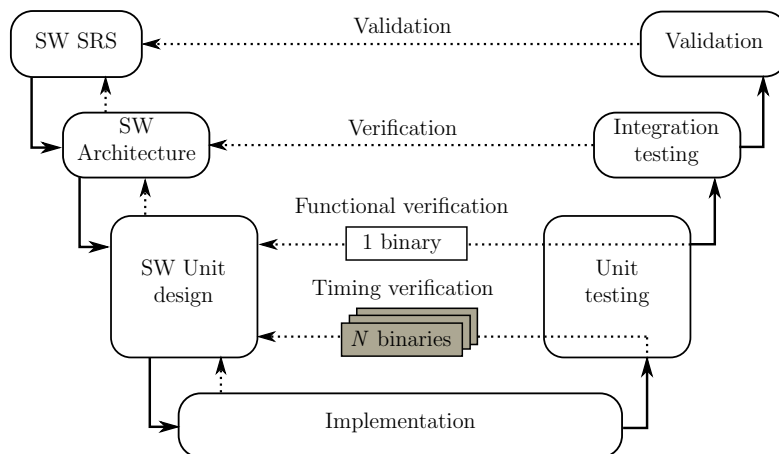 Validation
SW SRS
Validation
SW
Architecture
Verification
Integration
testing
Functional verification
1 binary
SW Unit
design
Timing verification
N binaries
Unit
testing
Implementation